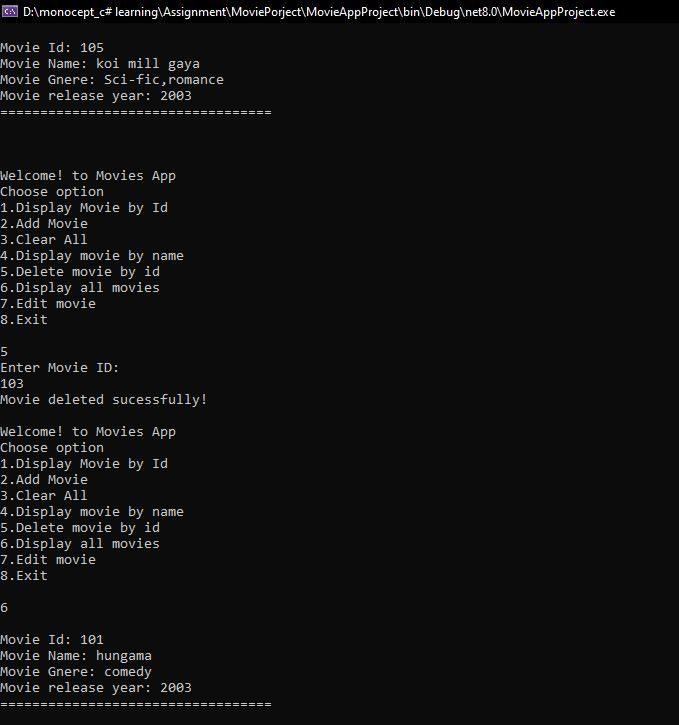 D:\monocept_c# learning\Assignment\MoviePorject\MovieAppProject\bin\Debug\net8.0\MovieAppProject.exe
Movie Id: 105
Movie Name: koi mill gaya
Movie Gnere: Sci-fic,romance
Movie release year: 2003
==================================
Welcome! to Movies App
Choose option
1.Display Movie by Id
2.Add Movie
3.Clear All
4.Display movie by name
5.Delete movie by id
6.Display all movies
7.Edit movie
8.Exit
5
Enter Movie ID:
103
Movie deleted sucessfully!
Welcome! to Movies App
Choose option
1.Display Movie by Id
2.Add Movie
3.Clear All
4.Display movie by name
5.Delete movie by id
6.Display all movies
7.Edit movie
8.Exit
6
Movie Id: 101
Movie Name: hungama
Movie Gnere: comedy
Movie release year: 2003
==================================